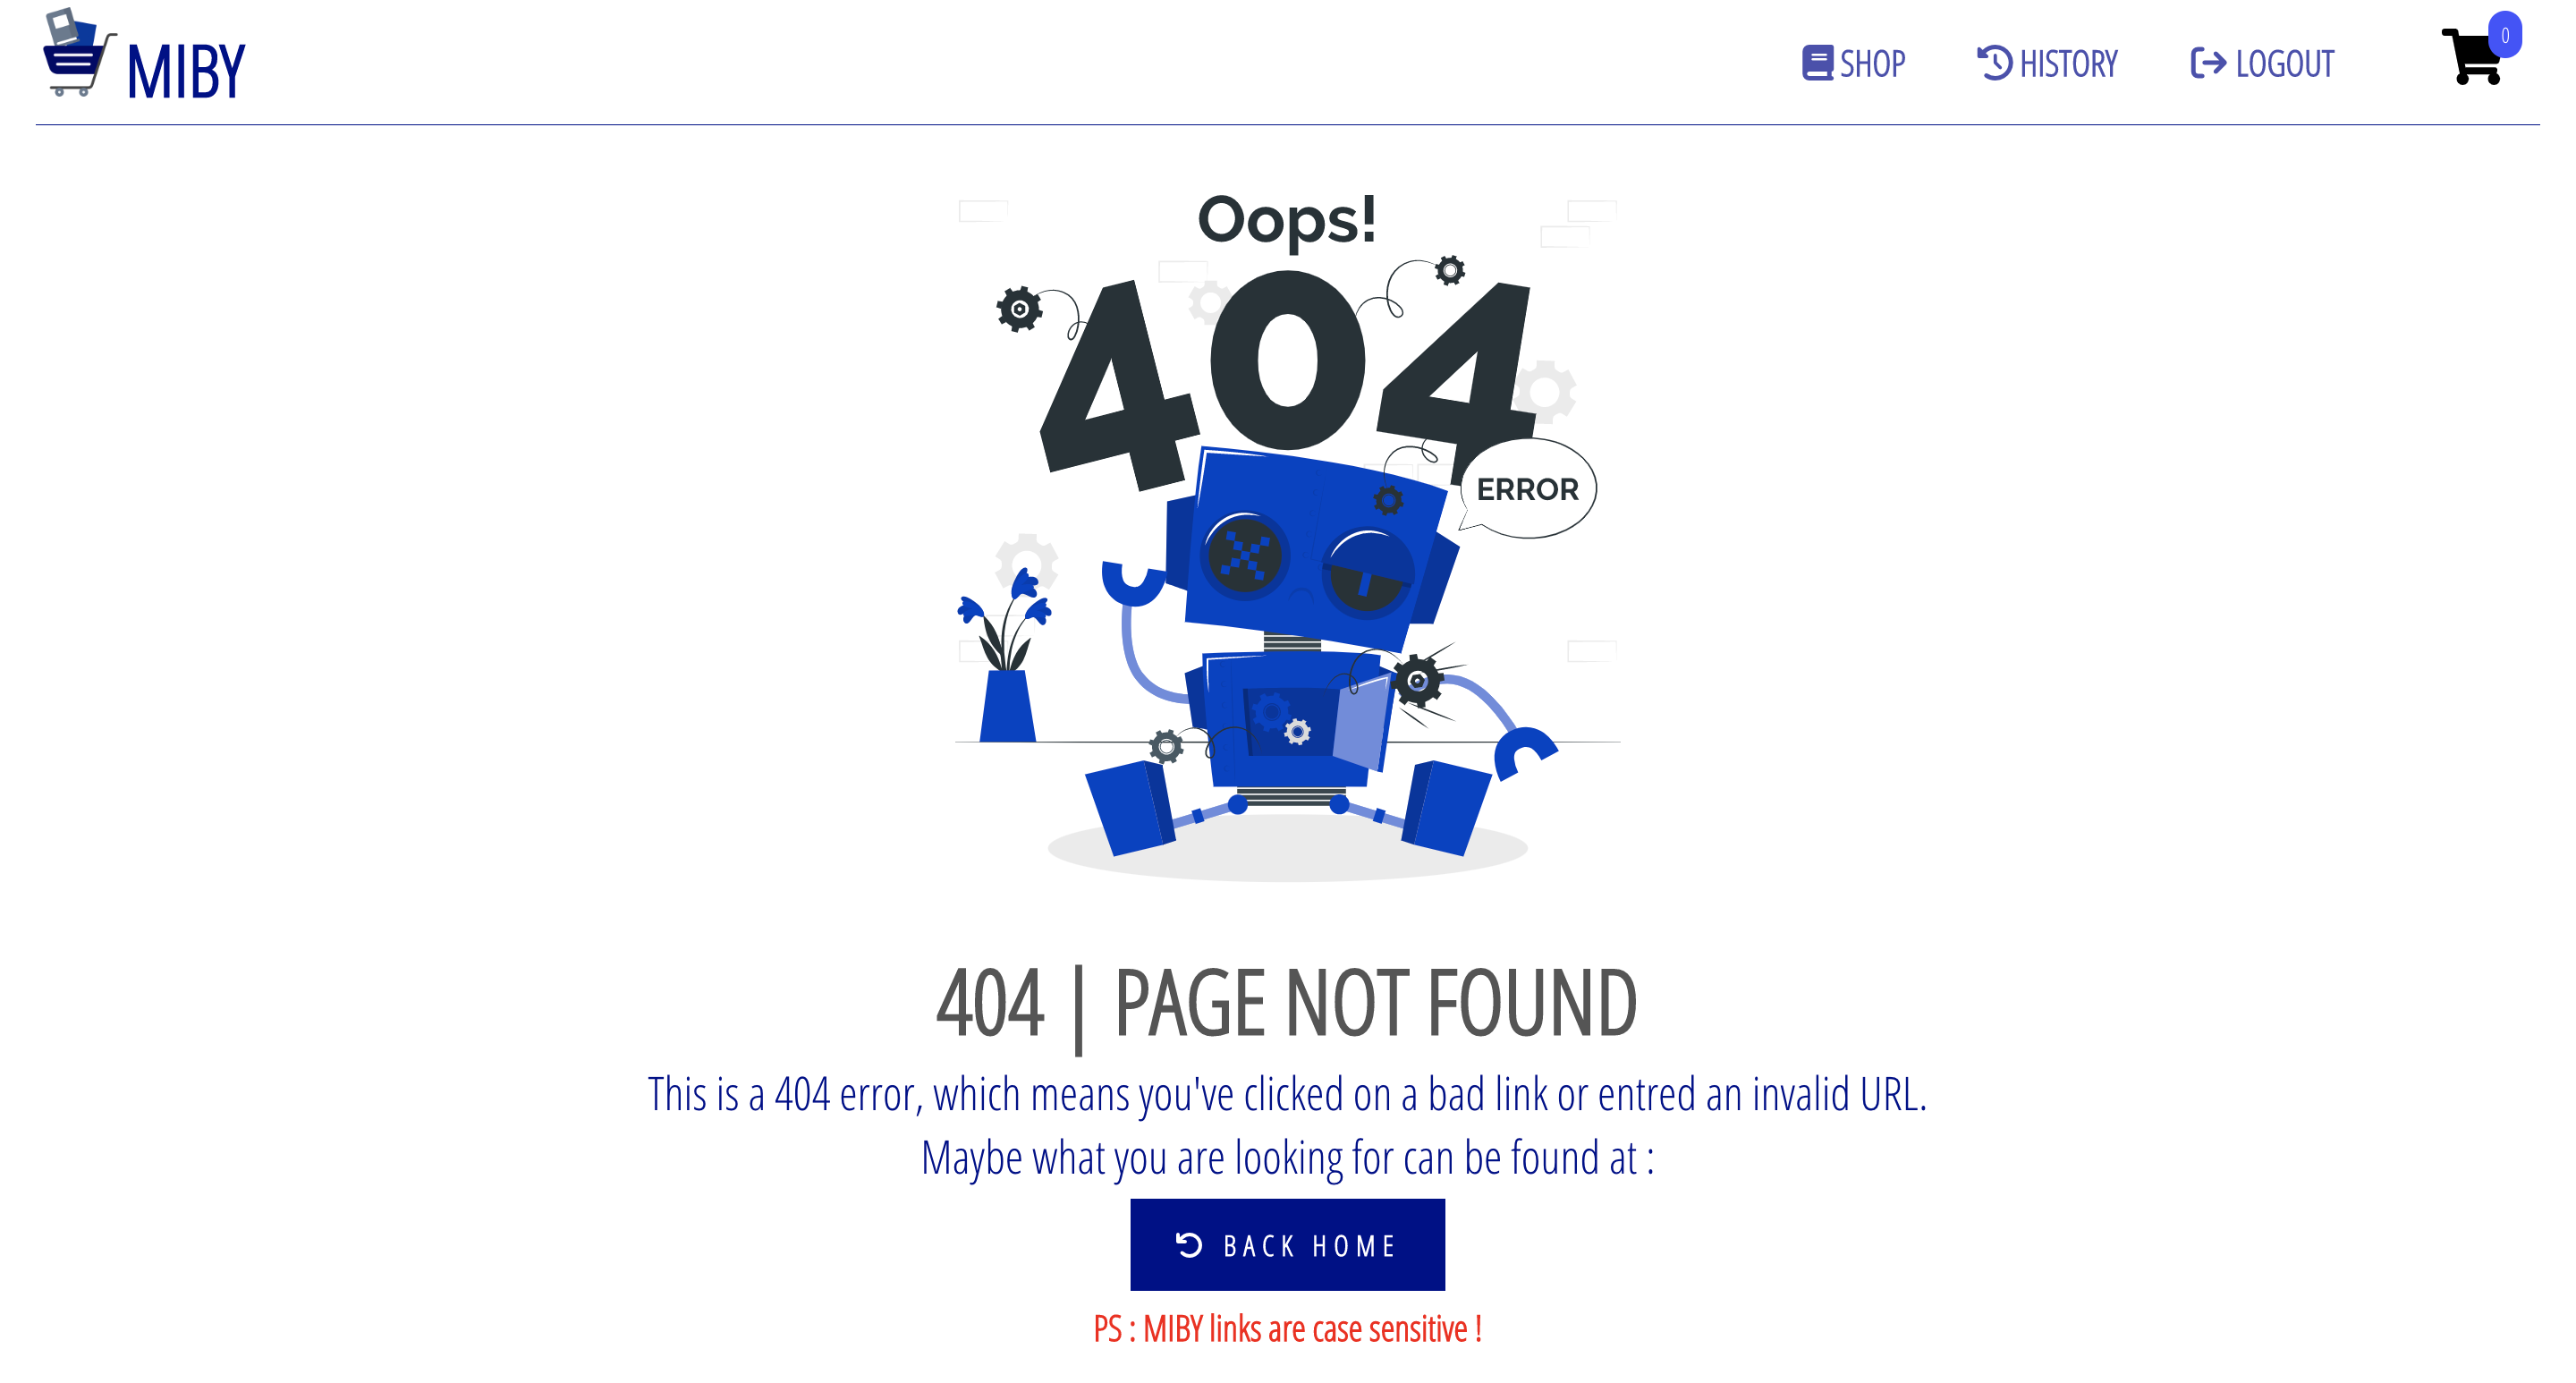 MIBY
SHOP
HISTORY
LOGOUT
0
Oops!
404
ERROR
404 | PAGE NOT FOUND
This is a 404 error, which means you've clicked on a bad link or entred an invalid URL.
Maybe what you are looking for can be found at :
BACK HOME
PS : MIBY links are case sensitive !